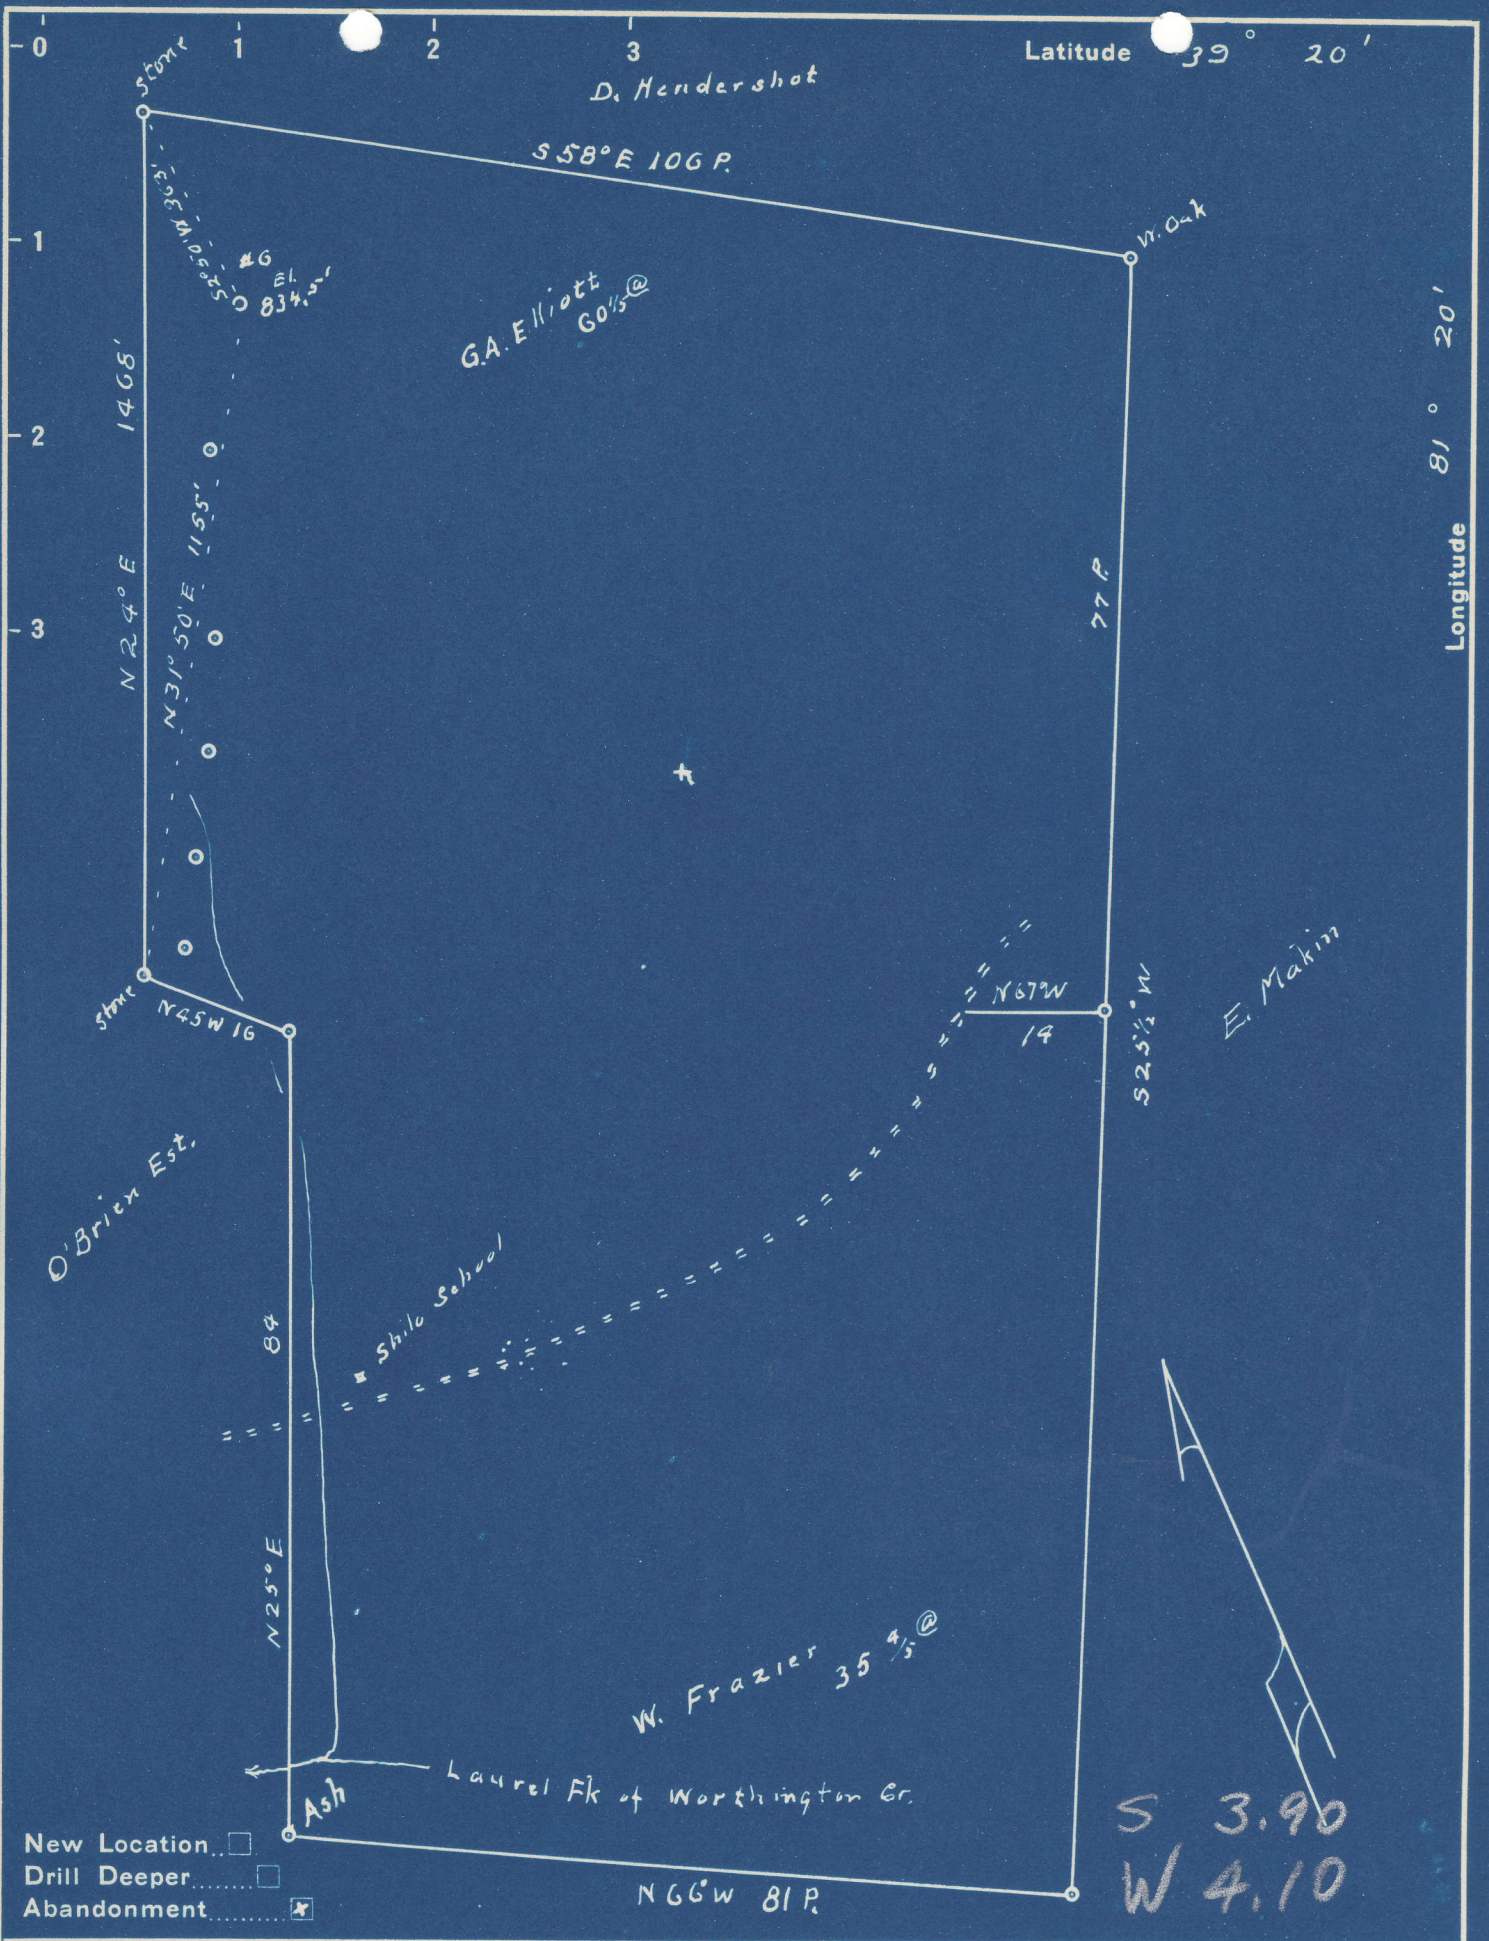 0 1 2 3 Latitude 39° 20'
Stone
D. Hendershot
S 58° E 106 P.
W. Oak
1
S2°50'W 303'
#6
El.
834.5'
G.A. Elliott
60 1/5 @
Longitude 81° 20'
2
3
N 24° E 1468'
N 31° 50' E 1155'
77 P.
S 25 1/2° W
E. Makin
N 67 W
14
Stone
N 45 W 16
O'Brien Est.
Shilo School
84
N 25° E
W. Frazier 35 4/5 @
Laurel Fk of Worthington Cr.
Ash
N 66° W 81 P.
S 3.90
W 4.10
New Location.. □
Drill Deeper....... □
Abandonment.......... ☒